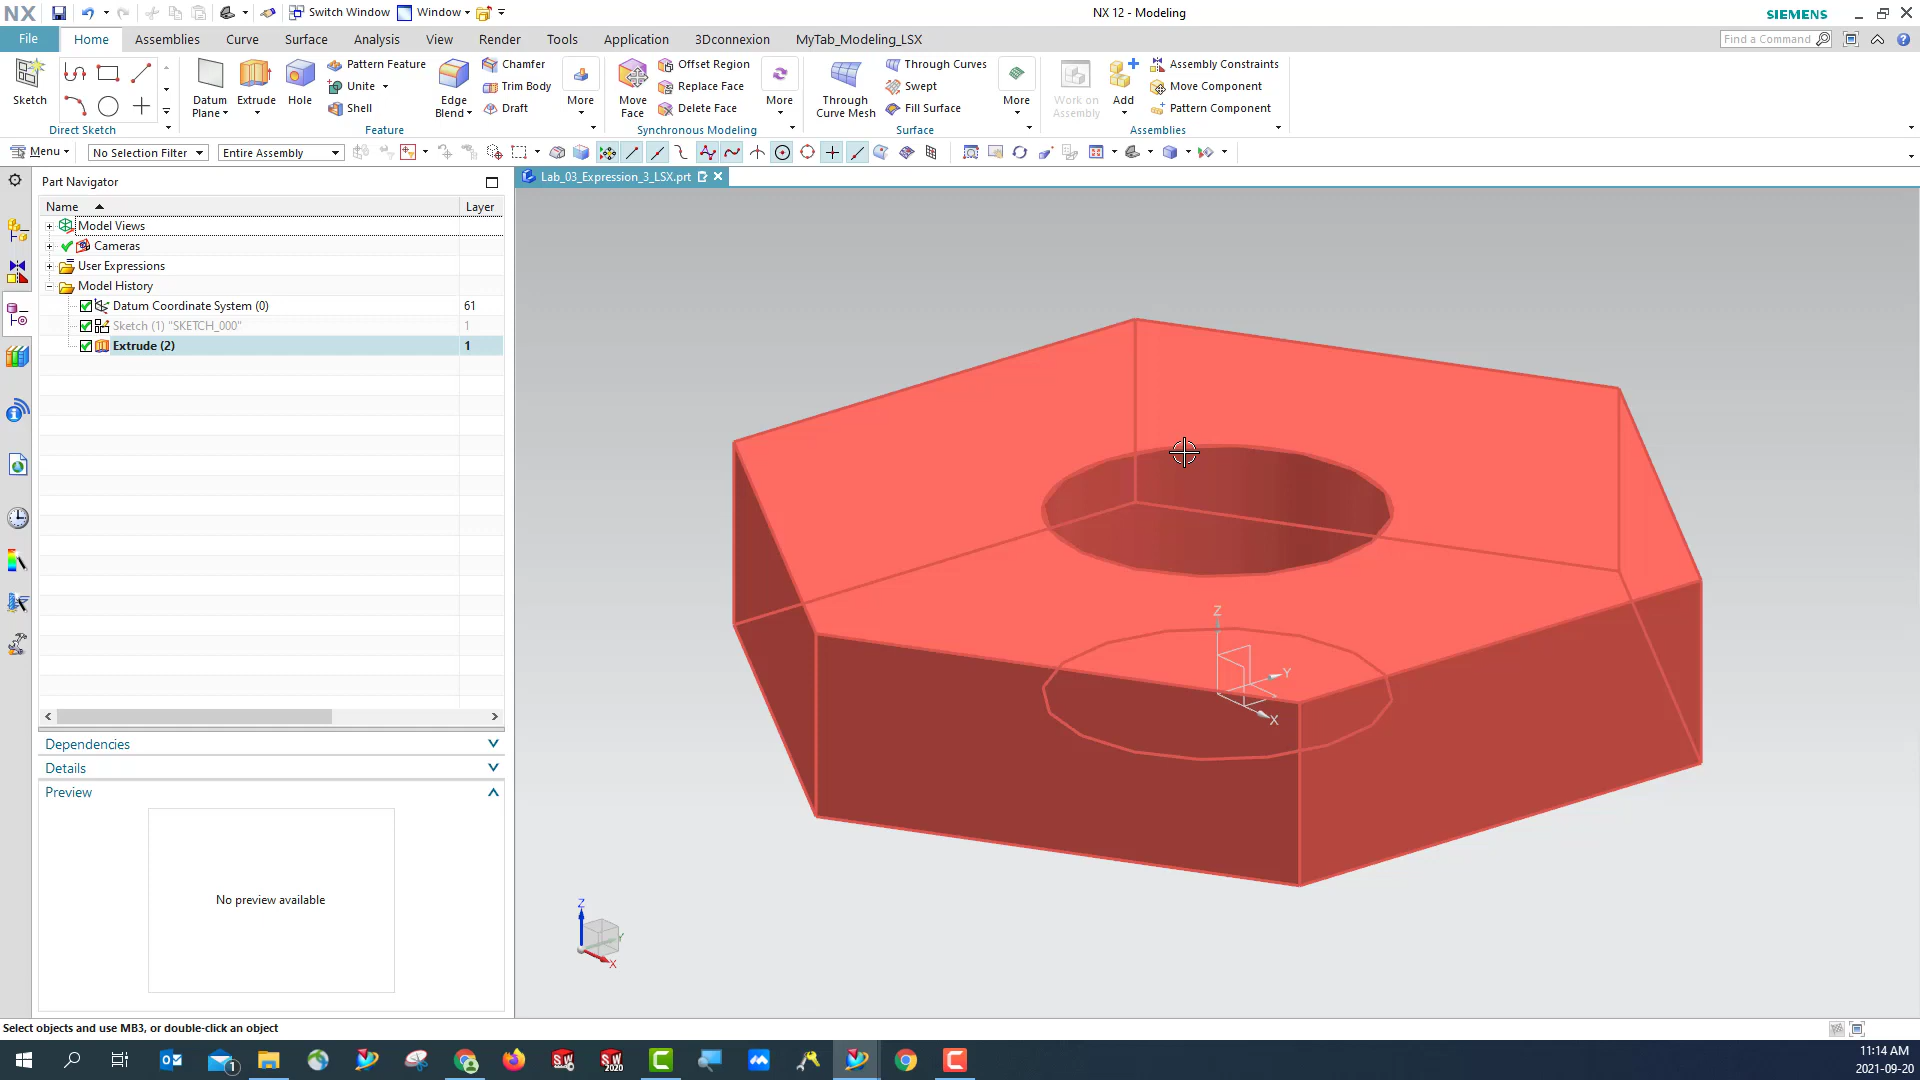 NX
Switch Window
Window
NX 12 - Modeling
SIEMENS
File
Home
Assemblies
Curve
Surface
Analysis
View
Render
Tools
Application
3Dconnexion
MyTab_Modeling_LSX
Find a Command
Sketch
Direct Sketch
Datum Plane
Extrude
Hole
Pattern Feature
Unite
Shell
Edge Blend
Chamfer
Trim Body
Draft
More
Feature
Move Face
Offset Region
Replace Face
Delete Face
More
Synchronous Modeling
Through Curve Mesh
Through Curves
Swept
Fill Surface
More
Surface
Work on Assembly
Add
Assembly Constraints
Move Component
Pattern Component
Assemblies
Menu
No Selection Filter
Entire Assembly
Part Navigator
Lab_03_Expression_3_LSX.prt
Name
Layer
Model Views
Cameras
User Expressions
Model History
Datum Coordinate System (0)
61
Sketch (1) "SKETCH_000"
1
Extrude (2)
1
Z
Y
X
Dependencies
Details
Preview
No preview available
Z
Y
X
Select objects and use MB3, or double-click an object
11:14 AM
2021-09-20